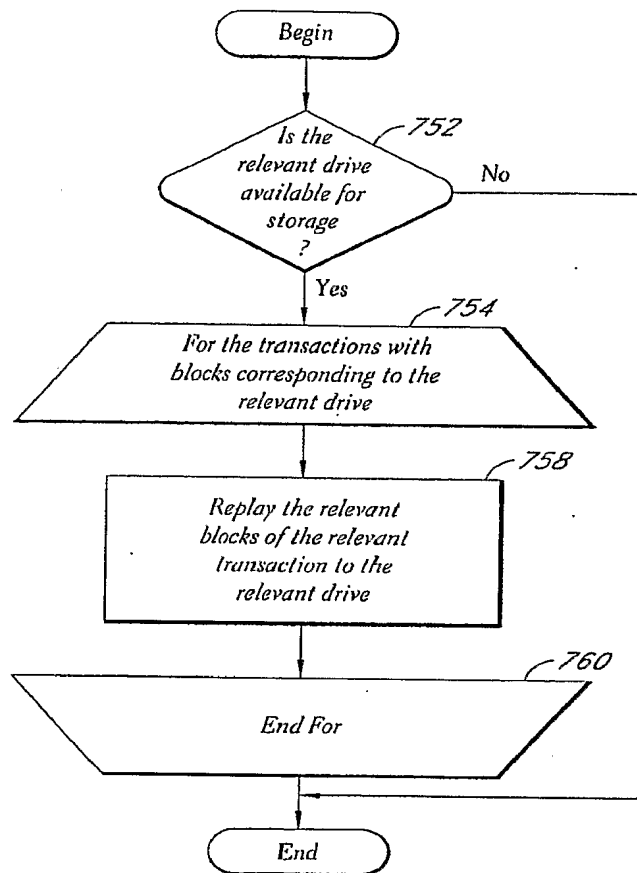 Begin
752
Is the
relevant drive
available for
storage
?
No
Yes
754
For the transactions with
blocks corresponding to the
relevant drive
758
Replay the relevant
blocks of the relevant
transaction to the
relevant drive
760
End For
End